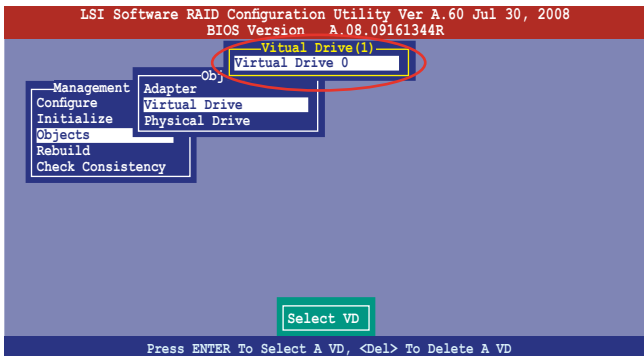 LSI Software RAID Configuration Utility Ver A.60 Jul 30, 2008
BIOS Version A.08.09161344R
Vitual Drive(1)
Virtual Drive 0
Obj
Adapter
Virtual Drive
Physical Drive
Management
Configure
Initialize
Objects
Rebuild
Check Consistency
Select VD
Press ENTER To Select A VD, <Del> To Delete A VD